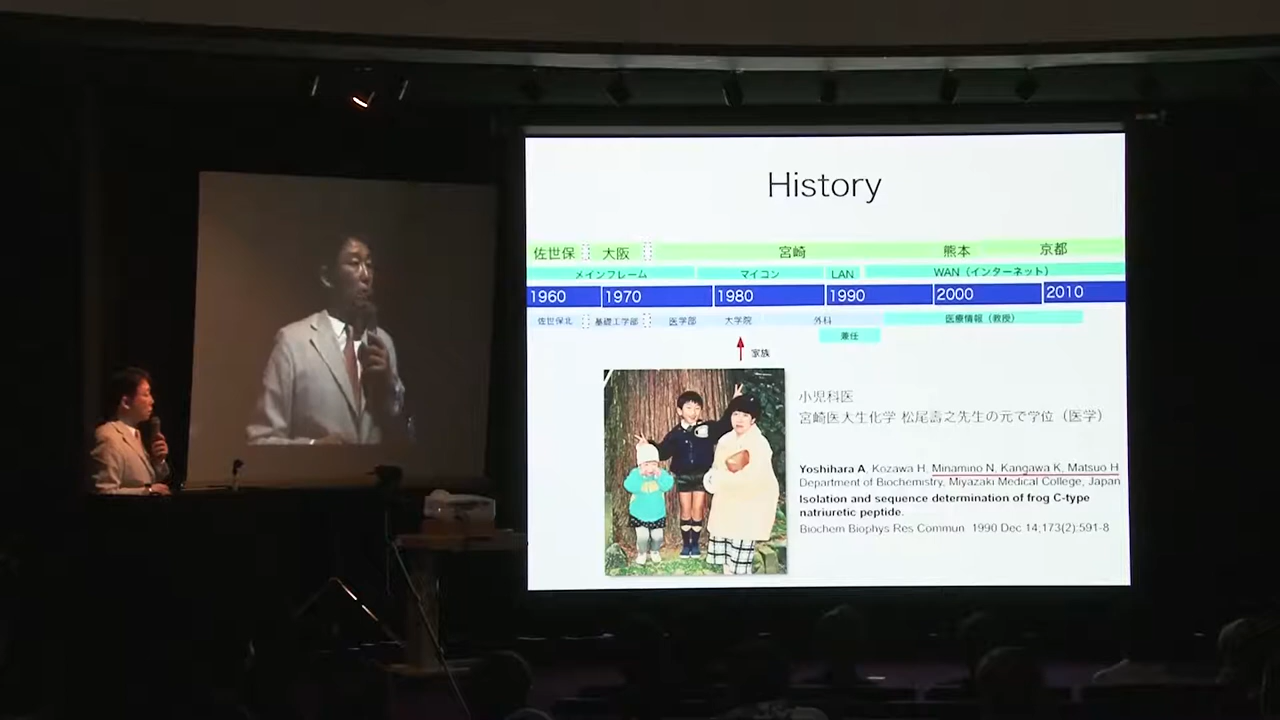 History
佐世保 大阪 宮崎 熊本 京都
メインフレーム マイコン LAN WAN（インターネット）
1960 1970 1980 1990 2000 2010
佐世保北 基礎工学部 医学部 大学院 外科 医療情報（教授）
兼任
家族
小児科医
宮崎医大生化学 松尾壽之先生の元で学位（医学）
Yoshihara A, Kozawa H, Minamino N, Kangawa K, Matsuo H
Department of Biochemistry, Miyazaki Medical College, Japan
Isolation and sequence determination of frog C-type
natriuretic peptide.
Biochem Biophys Res Commun 1990 Dec 14;173(2):591-8